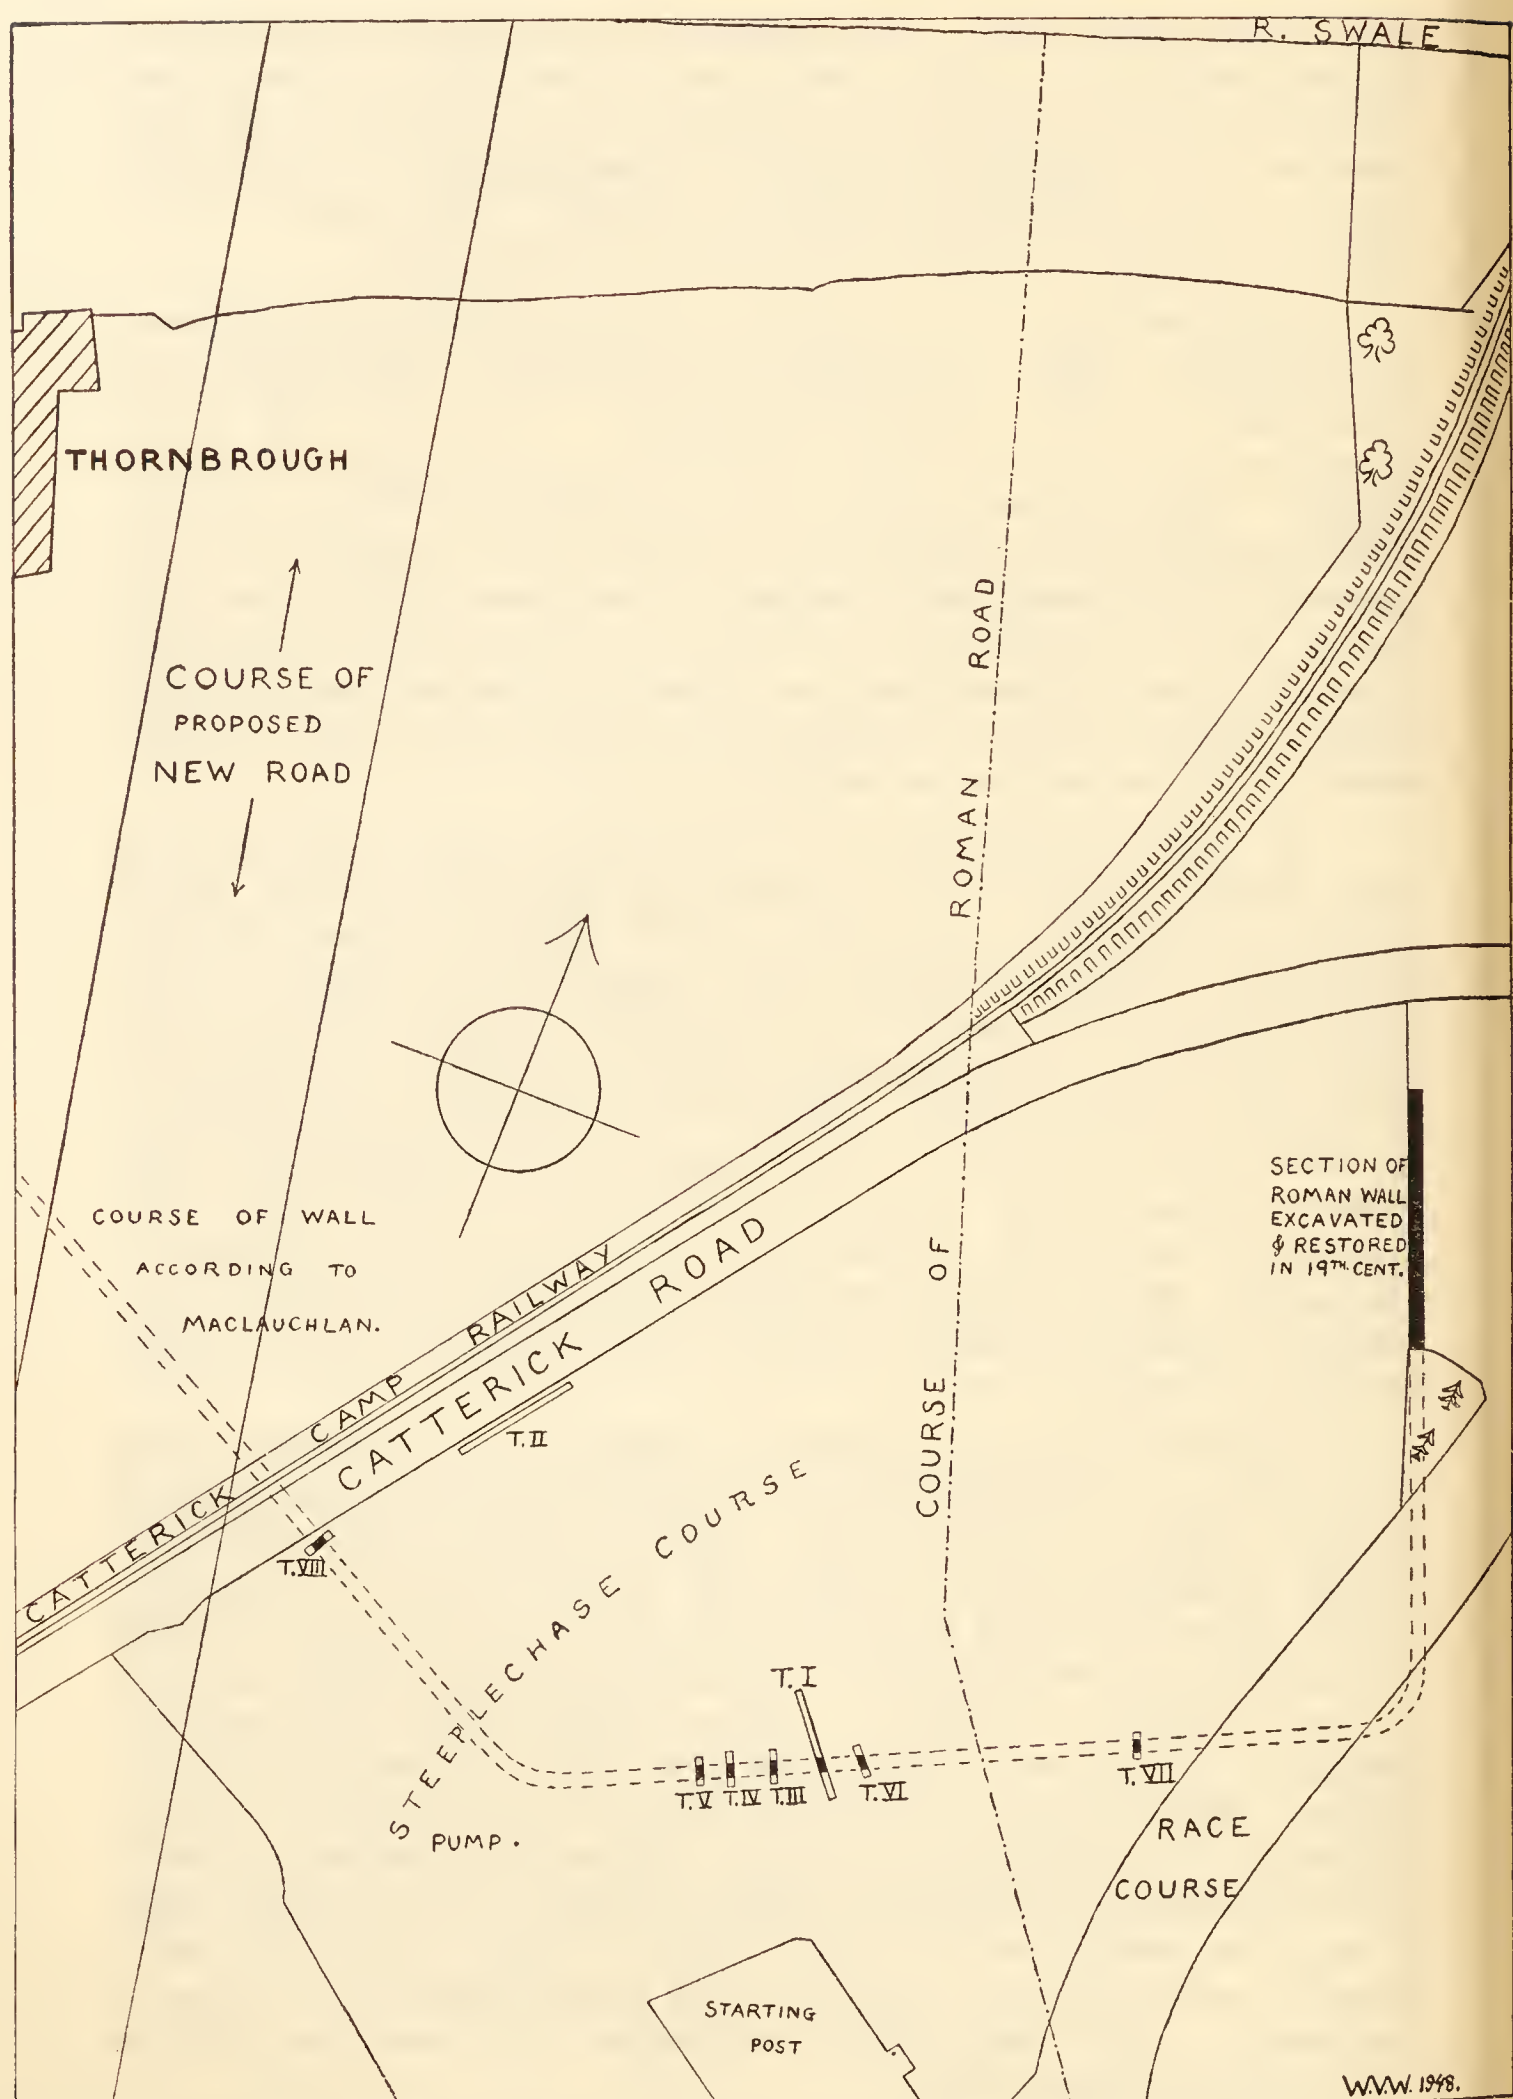 R. SWALE
THORNBROUGH
COURSE OF
PROPOSED
NEW ROAD
COURSE OF ROMAN ROAD
COURSE OF WALL
ACCORDING TO
MACLAUCHLAN.
SECTION OF
ROMAN WALL
EXCAVATED
& RESTORED
IN 19TH. CENT.
CATTERICK CAMP RAILWAY
CATTERICK ROAD
T.II
T.VIII
STEEPLECHASE COURSE
T.I
T.V
T.IV
T.III
T.VI
T.VII
PUMP.
RACE
COURSE
STARTING
POST
W.V.W. 1948.